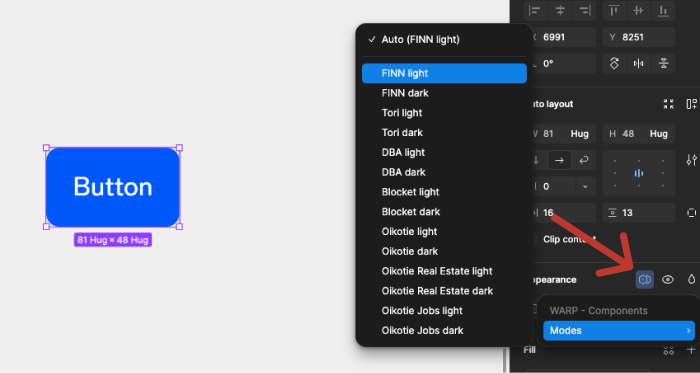 Button
81 Hug × 48 Hug
✓ Auto (FINN light)
FINN light
FINN dark
Tori light
Tori dark
DBA light
DBA dark
Blocket light
Blocket dark
Oikotie light
Oikotie dark
Oikotie Real Estate light
Oikotie Real Estate dark
Oikotie Jobs light
Oikotie Jobs dark
6991 Y 8251
0°
uto layout
W 81 Hug H 48 Hug
0
16 13
Clip content
ppearance
WARP - Components
Modes
Fill